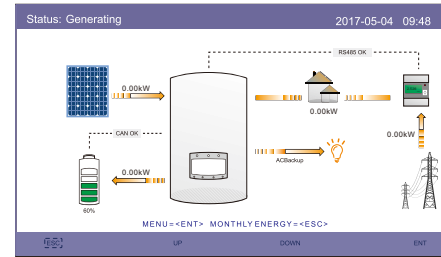 Status: Generating 2017-05-04 09:48
RS485 OK
0.00kW
0.00kW
CAN OK
0.00kW
0.00kW
ACBackup
60%
MENU=<ENT> MONTHLY ENERGY=<ESC>
ESC UP DOWN ENT